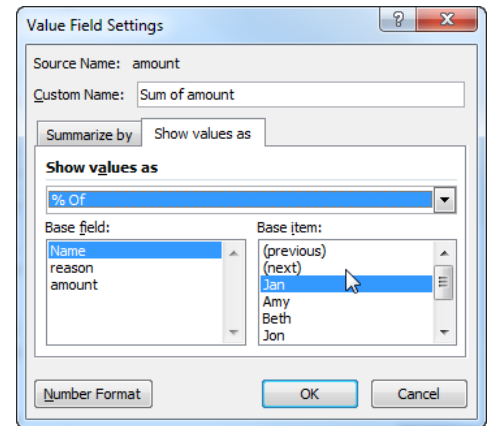 Value Field Settings
Source Name: amount
Custom Name: Sum of amount
Summarize by Show values as
Show values as
% Of
Base field: Base item:
Name (previous)
reason (next)
amount Jan
Amy
Beth
Jon
Number Format OK Cancel